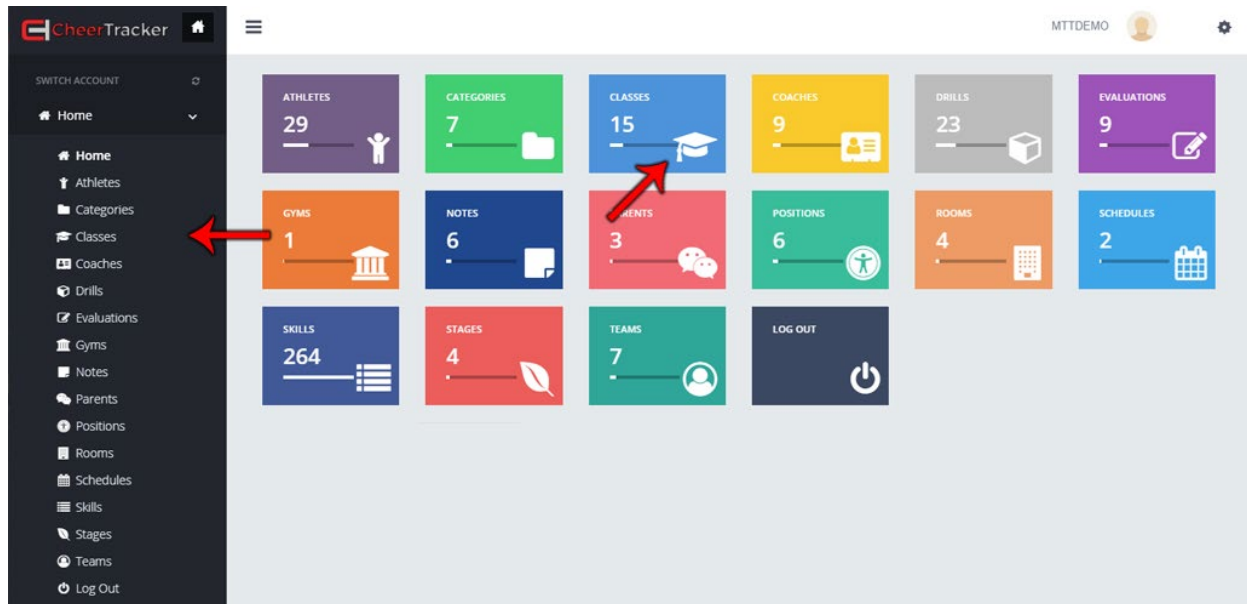 CheerTracker
MTTDEMO
SWITCH ACCOUNT
Home
Home
Athletes
Categories
Classes
Coaches
Drills
Evaluations
Gyms
Notes
Parents
Positions
Rooms
Schedules
Skills
Stages
Teams
Log Out
ATHLETES
29
CATEGORIES
7
CLASSES
15
COACHES
9
DRILLS
23
EVALUATIONS
9
GYMS
1
NOTES
6
PARENTS
3
POSITIONS
6
ROOMS
4
SCHEDULES
2
SKILLS
264
STAGES
4
TEAMS
7
LOG OUT